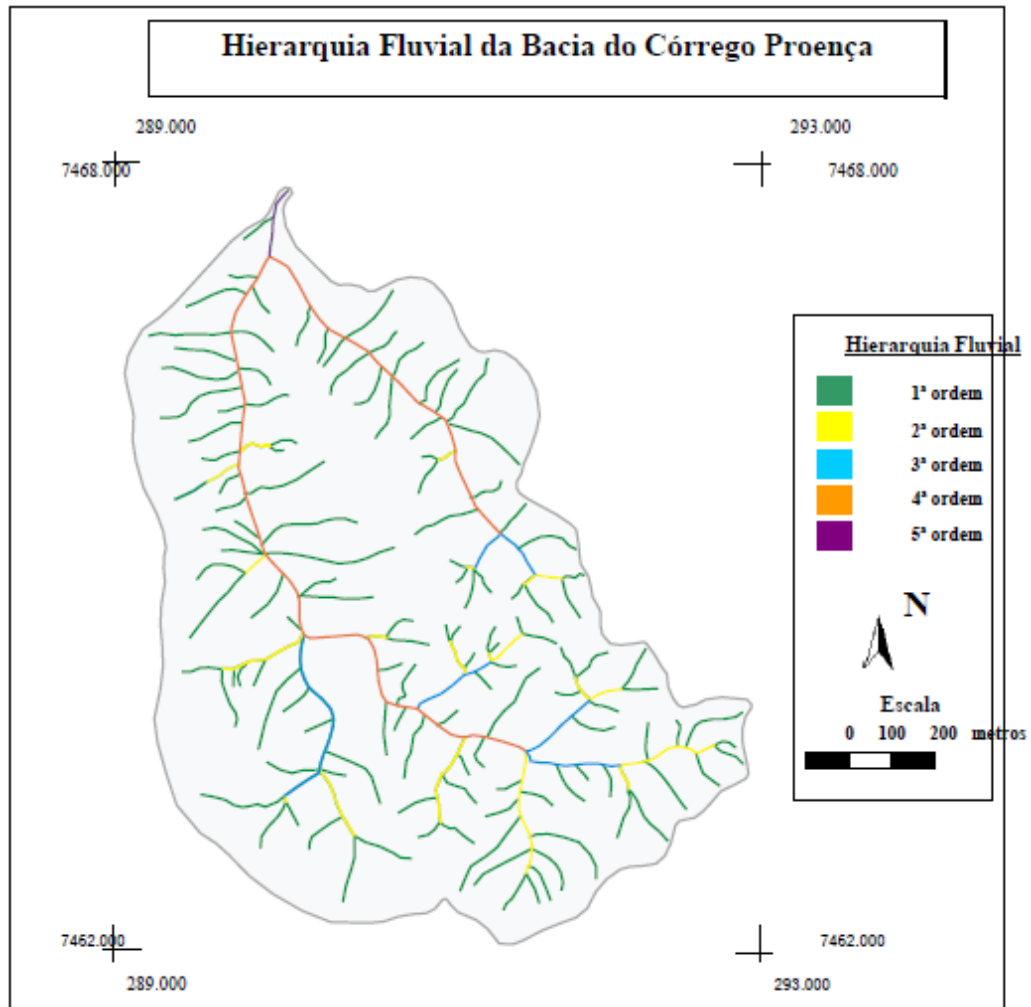 Hierarquia Fluvial da Bacia do Córrego Proença
289.000
293.000
7468.000
7468.000
Hierarquia Fluvial
1ª ordem
2ª ordem
3ª ordem
4ª ordem
5ª ordem
N
Escala
0 100 200 metros
7462.000
7462.000
289.000
293.000